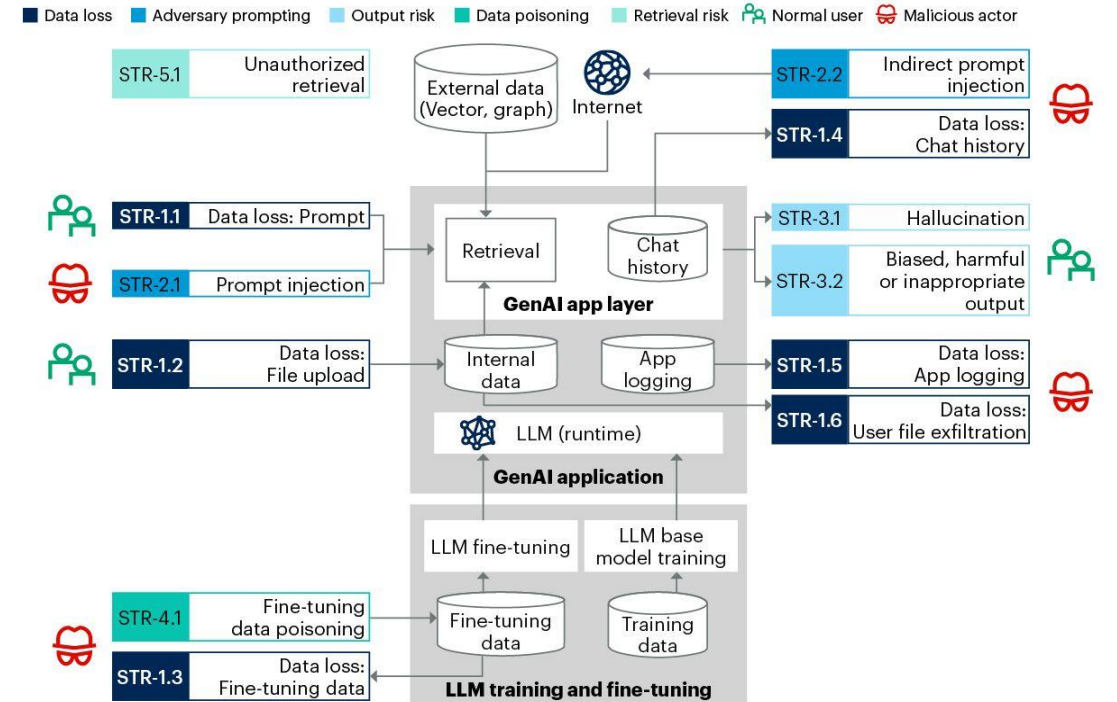 Data loss
Adversary prompting
Output risk
Data poisoning
Retrieval risk
Normal user
Malicious actor
STR-5.1
Unauthorized
retrieval
External data
(Vector, graph)
Internet
STR-2.2
Indirect prompt
injection
STR-1.4
Data loss:
Chat history
STR-1.1
Data loss: Prompt
STR-2.1
Prompt injection
Retrieval
Chat
history
GenAI app layer
STR-3.1
Hallucination
STR-3.2
Biased, harmful
or inappropriate
output
STR-1.2
Data loss:
File upload
Internal
data
App
logging
STR-1.5
Data loss:
App logging
STR-1.6
Data loss:
User file exfiltration
LLM (runtime)
GenAI application
LLM fine-tuning
LLM base
model training
STR-4.1
Fine-tuning
data poisoning
Fine-tuning
data
Training
data
STR-1.3
Data loss:
Fine-tuning data
LLM training and fine-tuning